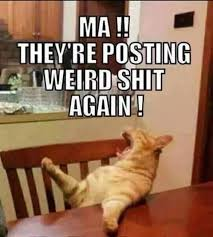 MA !!
THEY'RE POSTING
WEIRD SHIT
AGAIN !